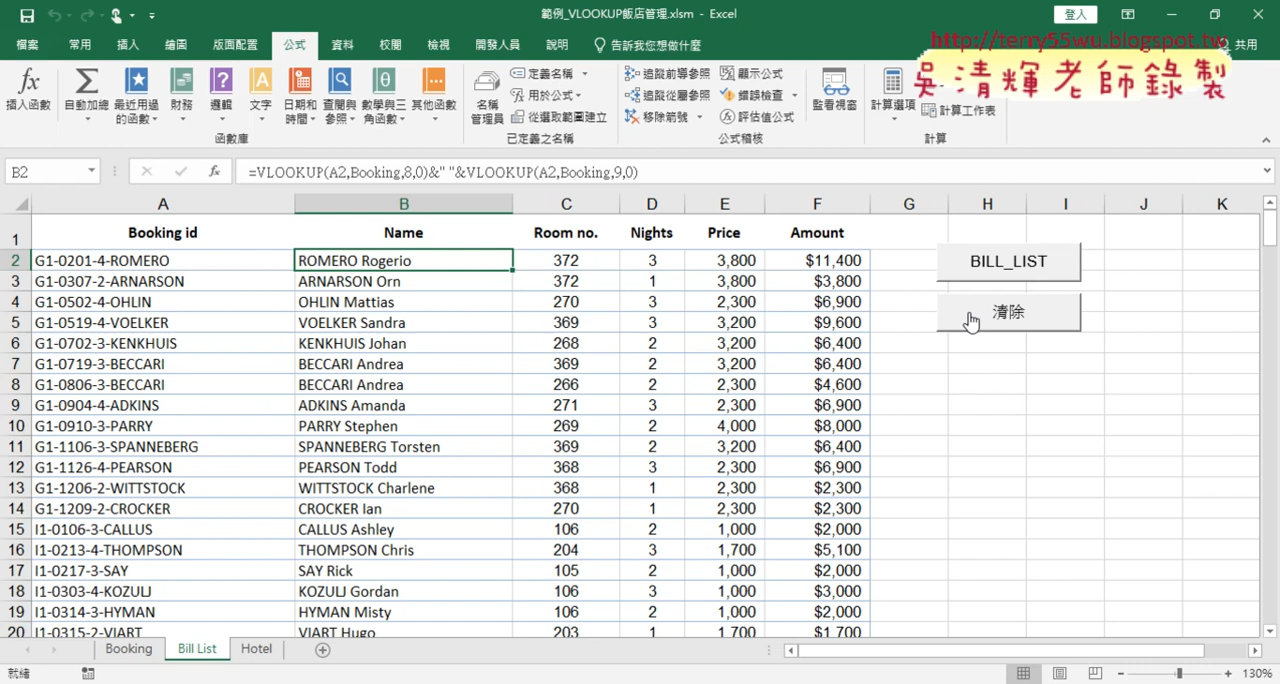 範例_VLOOKUP飯店管理.xlsm - Excel
登入
檔案 常用 插入 繪圖 版面配置 公式 資料 校閱 檢視 開發人員 說明 告訴我您想做什麼 共用
http://terry55wu.blogspot.tw
吳清輝老師錄製
插入函數 自動加總 最近用過的函數 財務 邏輯 文字 日期和時間 查閱與參照 數學與三角函數 其他函數
函數庫
名稱管理員 定義名稱 用於公式 從選取範圍建立
已定義之名稱
追蹤前導參照 追蹤從屬參照 移除箭號 顯示公式 錯誤檢查 評估值公式
公式稽核
監看視窗
計算選項 計算工作表
計算
B2 fx =VLOOKUP(A2,Booking,8,0)&" "&VLOOKUP(A2,Booking,9,0)
A B C D E F G H I J K
1 Booking id Name Room no. Nights Price Amount
2 G1-0201-4-ROMERO ROMERO Rogerio 372 3 3,800 $11,400
BILL_LIST
3 G1-0307-2-ARNARSON ARNARSON Orn 372 1 3,800 $3,800
4 G1-0502-4-OHLIN OHLIN Mattias 270 3 2,300 $6,900
清除
5 G1-0519-4-VOELKER VOELKER Sandra 369 3 3,200 $9,600
6 G1-0702-3-KENKHUIS KENKHUIS Johan 268 2 3,200 $6,400
7 G1-0719-3-BECCARI BECCARI Andrea 369 2 3,200 $6,400
8 G1-0806-3-BECCARI BECCARI Andrea 266 2 2,300 $4,600
9 G1-0904-4-ADKINS ADKINS Amanda 271 3 2,300 $6,900
10 G1-0910-3-PARRY PARRY Stephen 269 2 4,000 $8,000
11 G1-1106-3-SPANNEBERG SPANNEBERG Torsten 369 2 3,200 $6,400
12 G1-1126-4-PEARSON PEARSON Todd 368 3 2,300 $6,900
13 G1-1206-2-WITTSTOCK WITTSTOCK Charlene 368 1 2,300 $2,300
14 G1-1209-2-CROCKER CROCKER Ian 270 1 2,300 $2,300
15 I1-0106-3-CALLUS CALLUS Ashley 106 2 1,000 $2,000
16 I1-0213-4-THOMPSON THOMPSON Chris 204 3 1,700 $5,100
17 I1-0217-3-SAY SAY Rick 105 2 1,000 $2,000
18 I1-0303-4-KOZULJ KOZULJ Gordan 106 3 1,000 $3,000
19 I1-0314-3-HYMAN HYMAN Misty 106 2 1,000 $2,000
20 I1-0315-2-VIART VIART Hugo 203 1 1,700 $1,700
Booking Bill List Hotel
就緒 130%